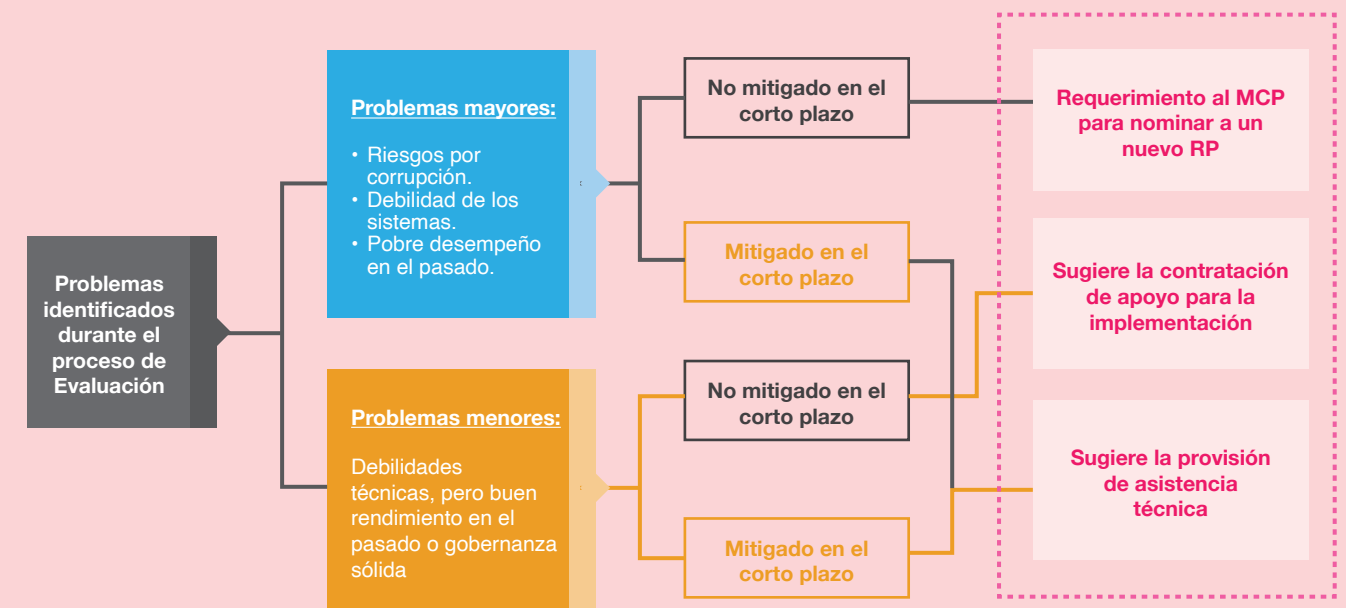 Problemas
identificados
durante el
proceso de
Evaluación
Problemas mayores:
• Riesgos por
corrupción.
• Debilidad de los
sistemas.
• Pobre desempeño
en el pasado.
Problemas menores:
Debilidades
técnicas, pero buen
rendimiento en el
pasado o gobernanza
sólida
No mitigado en el
corto plazo
Mitigado en el
corto plazo
No mitigado en el
corto plazo
Mitigado en el
corto plazo
Requerimiento al MCP
para nominar a un
nuevo RP
Sugiere la contratación
de apoyo para la
implementación
Sugiere la provisión
de asistencia
técnica